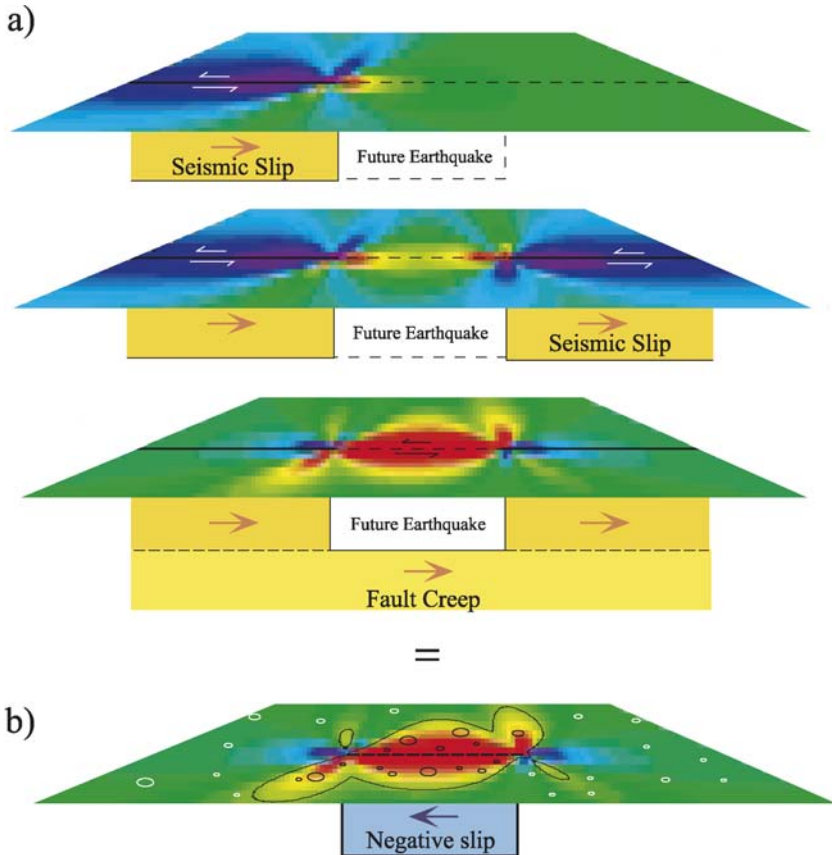 a)
Seismic Slip
Future Earthquake
Future Earthquake
Seismic Slip
Future Earthquake
Fault Creep
=
b)
Negative slip